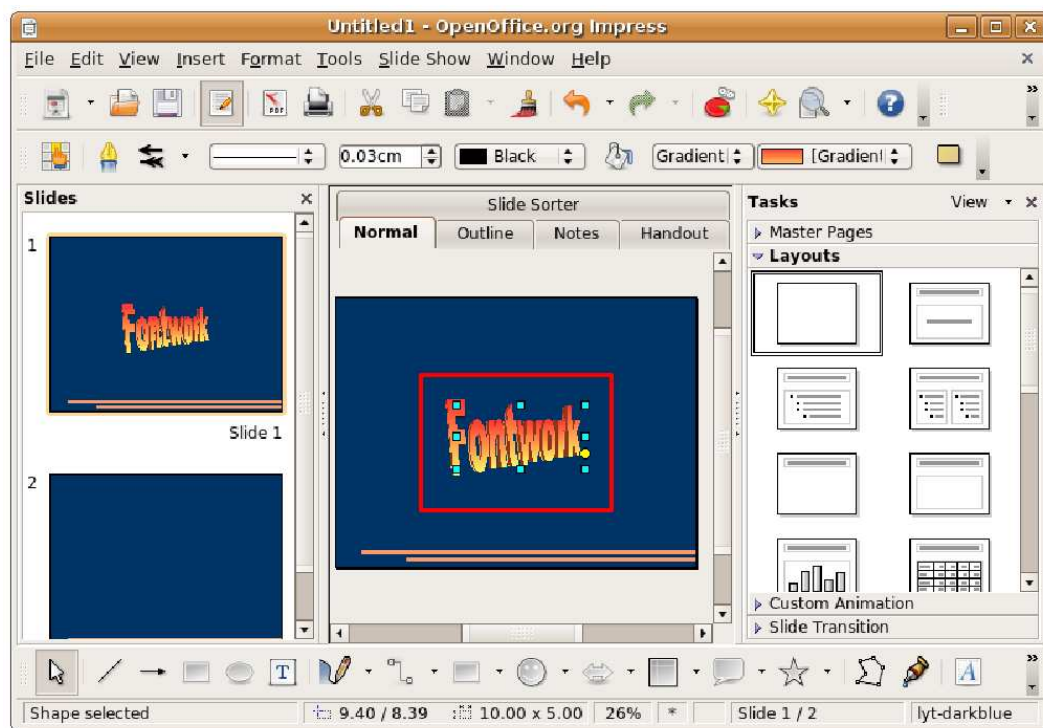 Untitled1 - OpenOffice.org Impress
File Edit View Insert Format Tools Slide Show Window Help
PDF
0.03cm Black Gradient [Gradient
Slides
1
Fontwork
Slide 1
2
Slide Sorter
Normal Outline Notes Handout
Fontwork
Tasks View
Master Pages
Layouts
Custom Animation
Slide Transition
T A
Shape selected 9.40 / 8.39 10.00 x 5.00 26% * Slide 1 / 2 lyt-darkblue